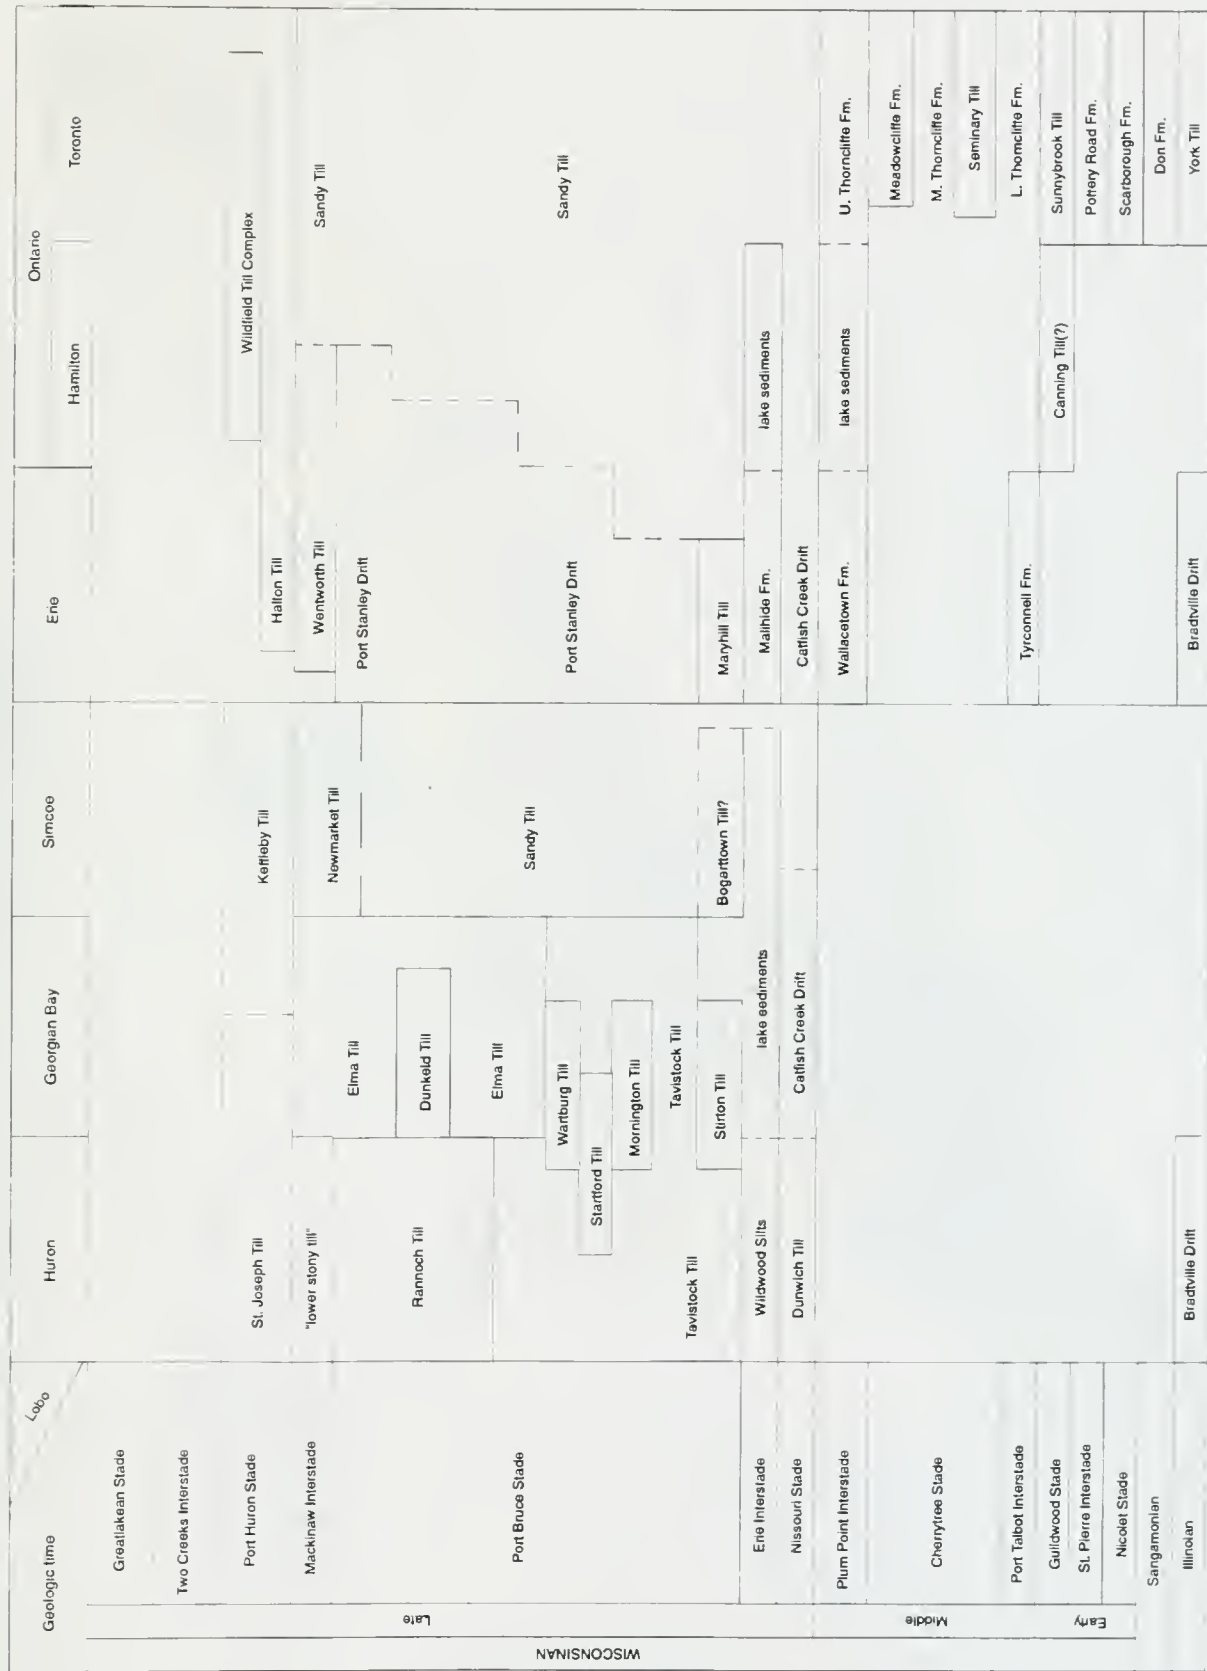 Geologic time
Lobo
Huron
Georgian Bay
Simcoe
Erie
Ontario
Hamilton
Toronto
WISCONSINAN
Late
Middle
Early
Greatlakean Stade
Two Creeks Interstade
Port Huron Stade
Mackinaw Interstade
Port Bruce Stade
Erie Interstade
Nissouri Stade
Plum Point Interstade
Cherrytree Stade
Port Talbot Interstade
Guildwood Stade
St. Pierre Interstade
Nicolet Stade
Sangamonian
Illinoian
St. Joseph Till
"lower stony till"
Rannoch Till
Startford Till
Tavistock Till
Wildwood Silts
Dunwich Till
Bradtville Drift
Elma Till
Dunkeld Till
Elma Till
Wartburg Till
Mornington Till
Tavistock Till
Stirton Till
lake sediments
Catfish Creek Drift
Kettleby Till
Newmarket Till
Sandy Till
Bogarttown Till?
Halton Till
Wentworth Till
Port Stanley Drift
Port Stanley Drift
Maryhill Till
Malihide Fm.
Catfish Creek Drift
Wallacetown Fm.
Tyrconnell Fm.
Bradtville Drift
Wildfield Till Complex
lake sediments
lake sediments
Canning Till(?)
Sandy Till
Sandy Till
U. Thorncliffe Fm.
Meadowcliffe Fm.
M. Thorncliffe Fm.
Seminary Till
L. Thorncliffe Fm.
Sunnybrook Till
Pottery Road Fm.
Scarborough Fm.
Don Fm.
York Till